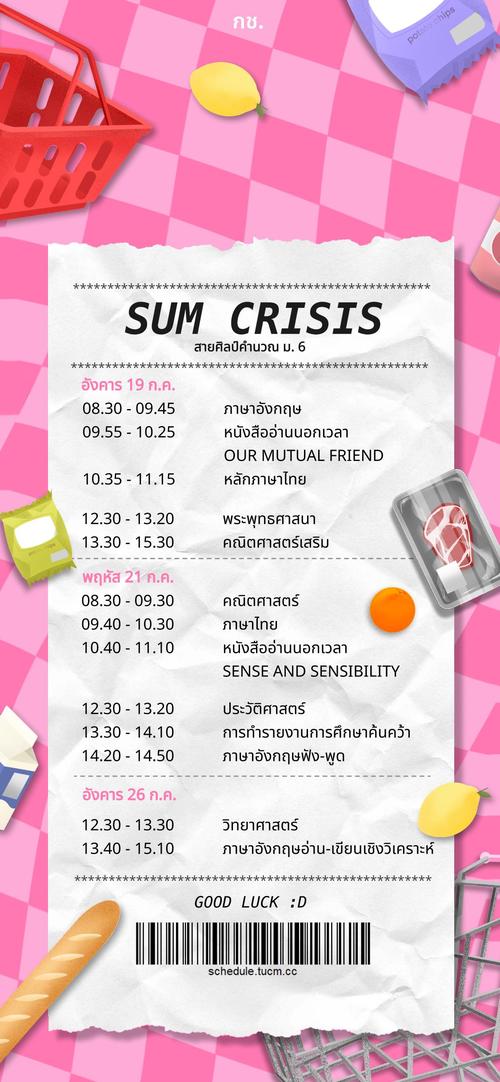 กช.
potato chips
************************************************
SUM CRISIS
สายศิลป์คำนวณ ม. 6
************************************************
อังคาร 19 ก.ค.
08.30 - 09.45 ภาษาอังกฤษ
09.55 - 10.25 หนังสืออ่านนอกเวลา
OUR MUTUAL FRIEND
10.35 - 11.15 หลักภาษาไทย
12.30 - 13.20 พระพุทธศาสนา
13.30 - 15.30 คณิตศาสตร์เสริม
พฤหัส 21 ก.ค.
08.30 - 09.30 คณิตศาสตร์
09.40 - 10.30 ภาษาไทย
10.40 - 11.10 หนังสืออ่านนอกเวลา
SENSE AND SENSIBILITY
12.30 - 13.20 ประวัติศาสตร์
13.30 - 14.10 การทำรายงานการศึกษาค้นคว้า
14.20 - 14.50 ภาษาอังกฤษฟัง-พูด
อังคาร 26 ก.ค.
12.30 - 13.30 วิทยาศาสตร์
13.40 - 15.10 ภาษาอังกฤษอ่าน-เขียนเชิงวิเคราะห์
************************************************
GOOD LUCK :D
schedule.tucm.cc